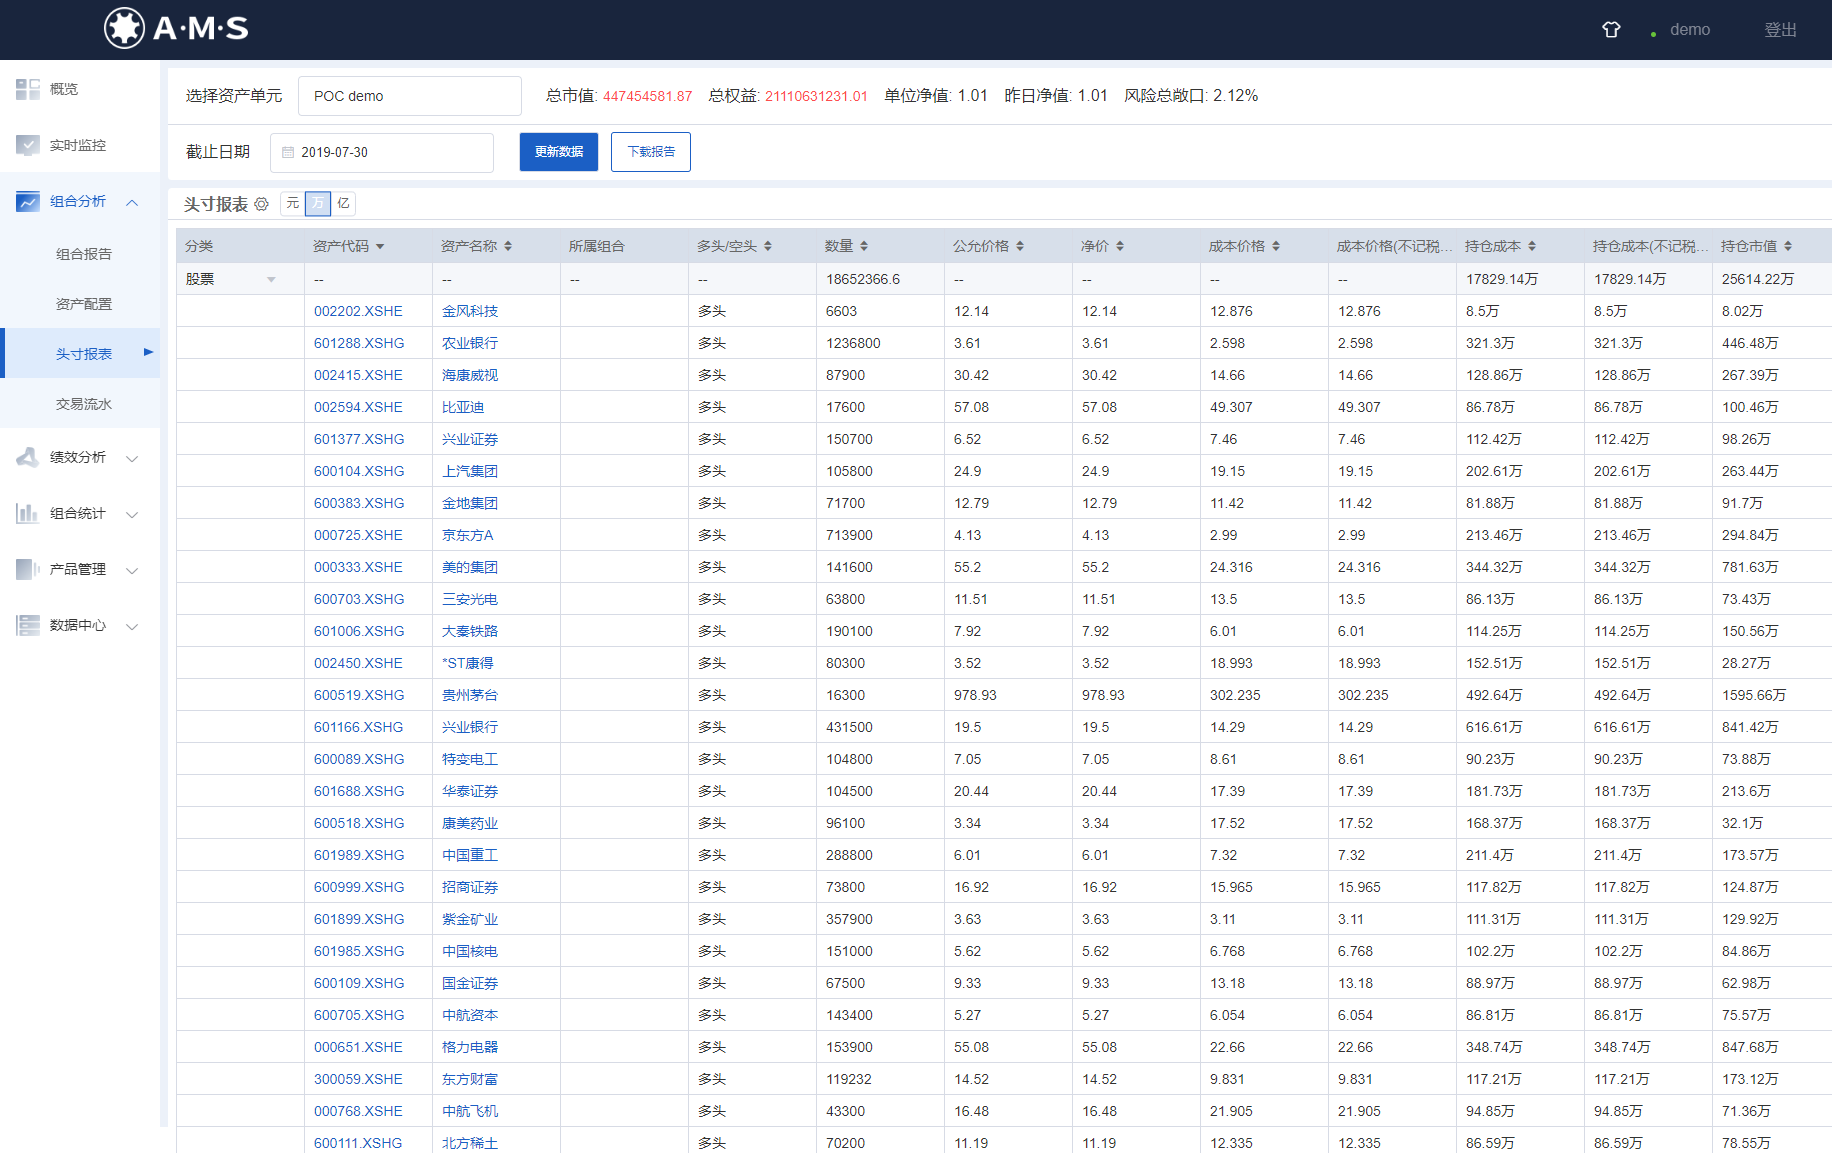 A·M·S
demo 登出
概览
实时监控
组合分析
组合报告
资产配置
头寸报表
交易流水
绩效分析
组合统计
产品管理
数据中心
选择资产单元 POC demo 总市值: 447454581.87 总权益: 21110631231.01 单位净值: 1.01 昨日净值: 1.01 风险总敞口: 2.12%
截止日期 2019-07-30 更新数据 下载报告
头寸报表 元 万 亿
分类 资产代码 资产名称 所属组合 多头/空头 数量 公允价格 净价 成本价格 成本价格(不记税... 持仓成本 持仓成本(不记税... 持仓市值
股票 -- -- -- -- 18652366.6 -- -- -- -- 17829.14万 17829.14万 25614.22万
002202.XSHE 金风科技 多头 6603 12.14 12.14 12.876 12.876 8.5万 8.5万 8.02万
601288.XSHG 农业银行 多头 1236800 3.61 3.61 2.598 2.598 321.3万 321.3万 446.48万
002415.XSHE 海康威视 多头 87900 30.42 30.42 14.66 14.66 128.86万 128.86万 267.39万
002594.XSHE 比亚迪 多头 17600 57.08 57.08 49.307 49.307 86.78万 86.78万 100.46万
601377.XSHG 兴业证券 多头 150700 6.52 6.52 7.46 7.46 112.42万 112.42万 98.26万
600104.XSHG 上汽集团 多头 105800 24.9 24.9 19.15 19.15 202.61万 202.61万 263.44万
600383.XSHG 金地集团 多头 71700 12.79 12.79 11.42 11.42 81.88万 81.88万 91.7万
000725.XSHE 京东方A 多头 713900 4.13 4.13 2.99 2.99 213.46万 213.46万 294.84万
000333.XSHE 美的集团 多头 141600 55.2 55.2 24.316 24.316 344.32万 344.32万 781.63万
600703.XSHG 三安光电 多头 63800 11.51 11.51 13.5 13.5 86.13万 86.13万 73.43万
601006.XSHG 大秦铁路 多头 190100 7.92 7.92 6.01 6.01 114.25万 114.25万 150.56万
002450.XSHE *ST康得 多头 80300 3.52 3.52 18.993 18.993 152.51万 152.51万 28.27万
600519.XSHG 贵州茅台 多头 16300 978.93 978.93 302.235 302.235 492.64万 492.64万 1595.66万
601166.XSHG 兴业银行 多头 431500 19.5 19.5 14.29 14.29 616.61万 616.61万 841.42万
600089.XSHG 特变电工 多头 104800 7.05 7.05 8.61 8.61 90.23万 90.23万 73.88万
601688.XSHG 华泰证券 多头 104500 20.44 20.44 17.39 17.39 181.73万 181.73万 213.6万
600518.XSHG 康美药业 多头 96100 3.34 3.34 17.52 17.52 168.37万 168.37万 32.1万
601989.XSHG 中国重工 多头 288800 6.01 6.01 7.32 7.32 211.4万 211.4万 173.57万
600999.XSHG 招商证券 多头 73800 16.92 16.92 15.965 15.965 117.82万 117.82万 124.87万
601899.XSHG 紫金矿业 多头 357900 3.63 3.63 3.11 3.11 111.31万 111.31万 129.92万
601985.XSHG 中国核电 多头 151000 5.62 5.62 6.768 6.768 102.2万 102.2万 84.86万
600109.XSHG 国金证券 多头 67500 9.33 9.33 13.18 13.18 88.97万 88.97万 62.98万
600705.XSHG 中航资本 多头 143400 5.27 5.27 6.054 6.054 86.81万 86.81万 75.57万
000651.XSHE 格力电器 多头 153900 55.08 55.08 22.66 22.66 348.74万 348.74万 847.68万
300059.XSHE 东方财富 多头 119232 14.52 14.52 9.831 9.831 117.21万 117.21万 173.12万
000768.XSHE 中航飞机 多头 43300 16.48 16.48 21.905 21.905 94.85万 94.85万 71.36万
600111.XSHG 北方稀土 多头 70200 11.19 11.19 12.335 12.335 86.59万 86.59万 78.55万